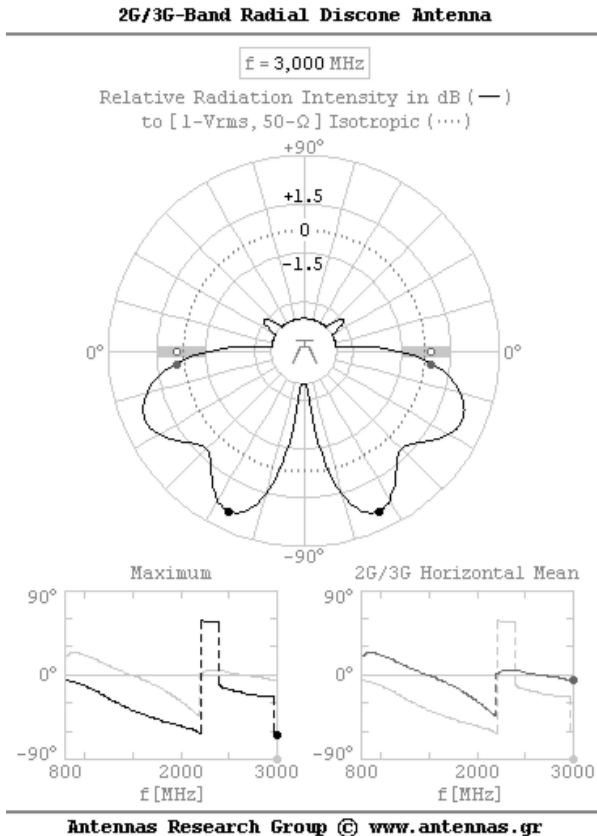 2G/3G-Band Radial Discone Antenna
f = 3,000 MHz
Relative Radiation Intensity in dB ( — )
to [ 1-Vrms, 50-Ω ] Isotropic ( ···· )
+90°
+1.5
0
-1.5
0°
0°
-90°
Maximum
90°
0°
-90°
800
2000
3000
f [MHz]
2G/3G Horizontal Mean
90°
0°
-90°
800
2000
3000
f [MHz]
Antennas Research Group © www.antennas.gr